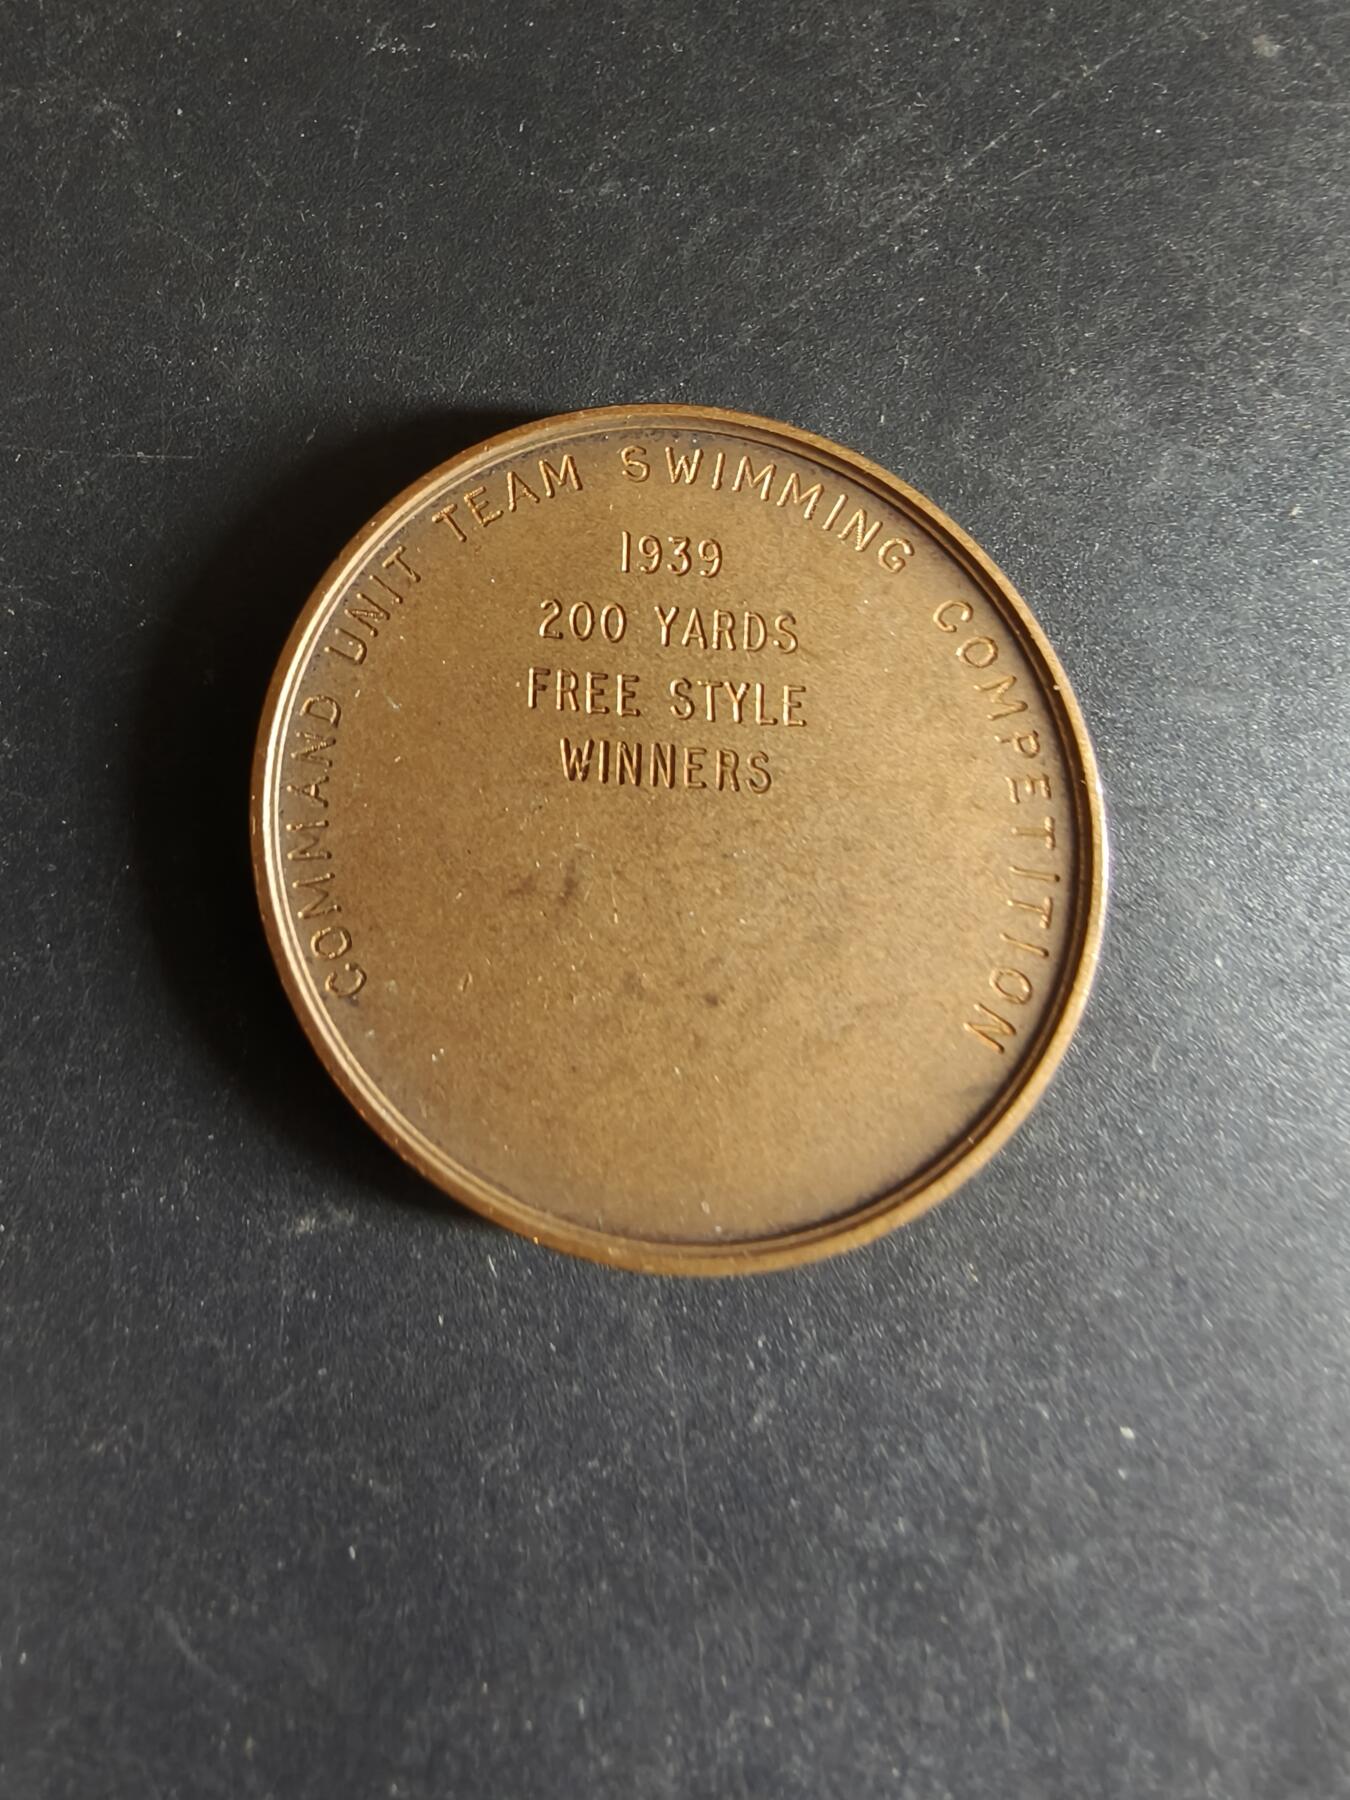 COMMAND UNIT TEAM SWIMMING COMPETITION
1939
200 YARDS
FREE STYLE
WINNERS